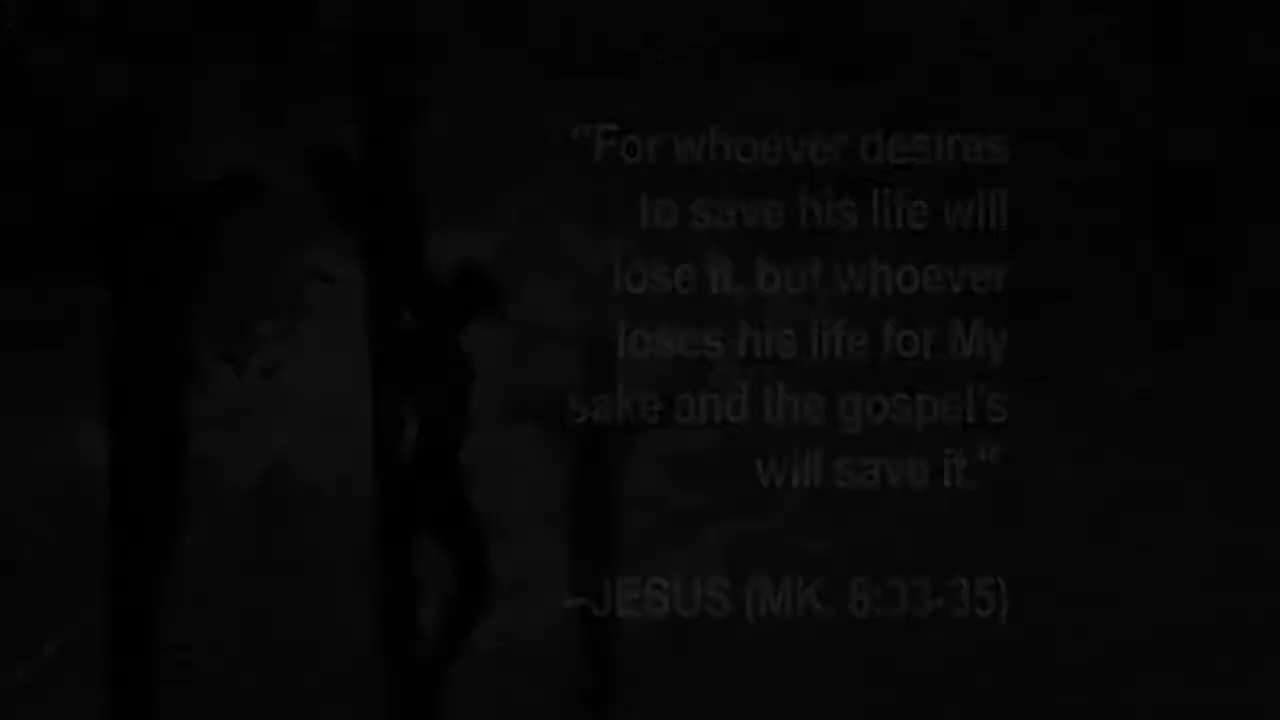 "For whoever desires
to save his life will
lose it, but whoever
loses his life for My
sake and the gospel's
will save it."
~JESUS (MK. 8:33-35)